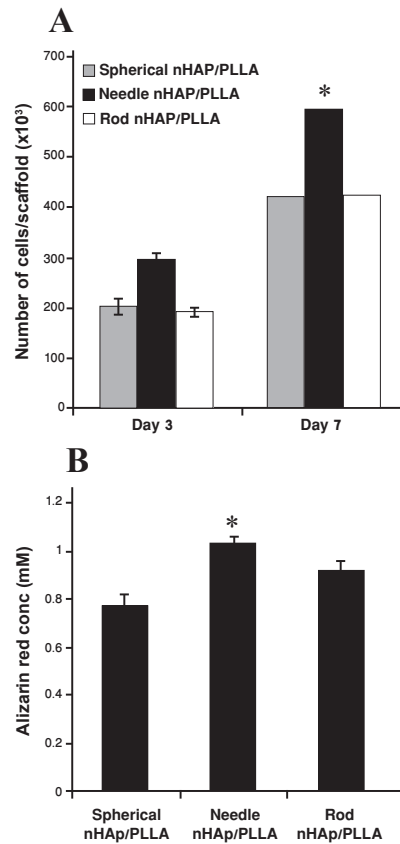 A
700
600
500
400
300
200
100
0
Number of cells/scaffold (x10³)
Spherical nHAP/PLLA
Needle nHAP/PLLA
Rod nHAP/PLLA
*
Day 3
Day 7
B
1.2
1
0.8
0.6
0.4
0.2
0
Alizarin red conc (mM)
*
Spherical
nHAp/PLLA
Needle
nHAp/PLLA
Rod
nHAp/PLLA